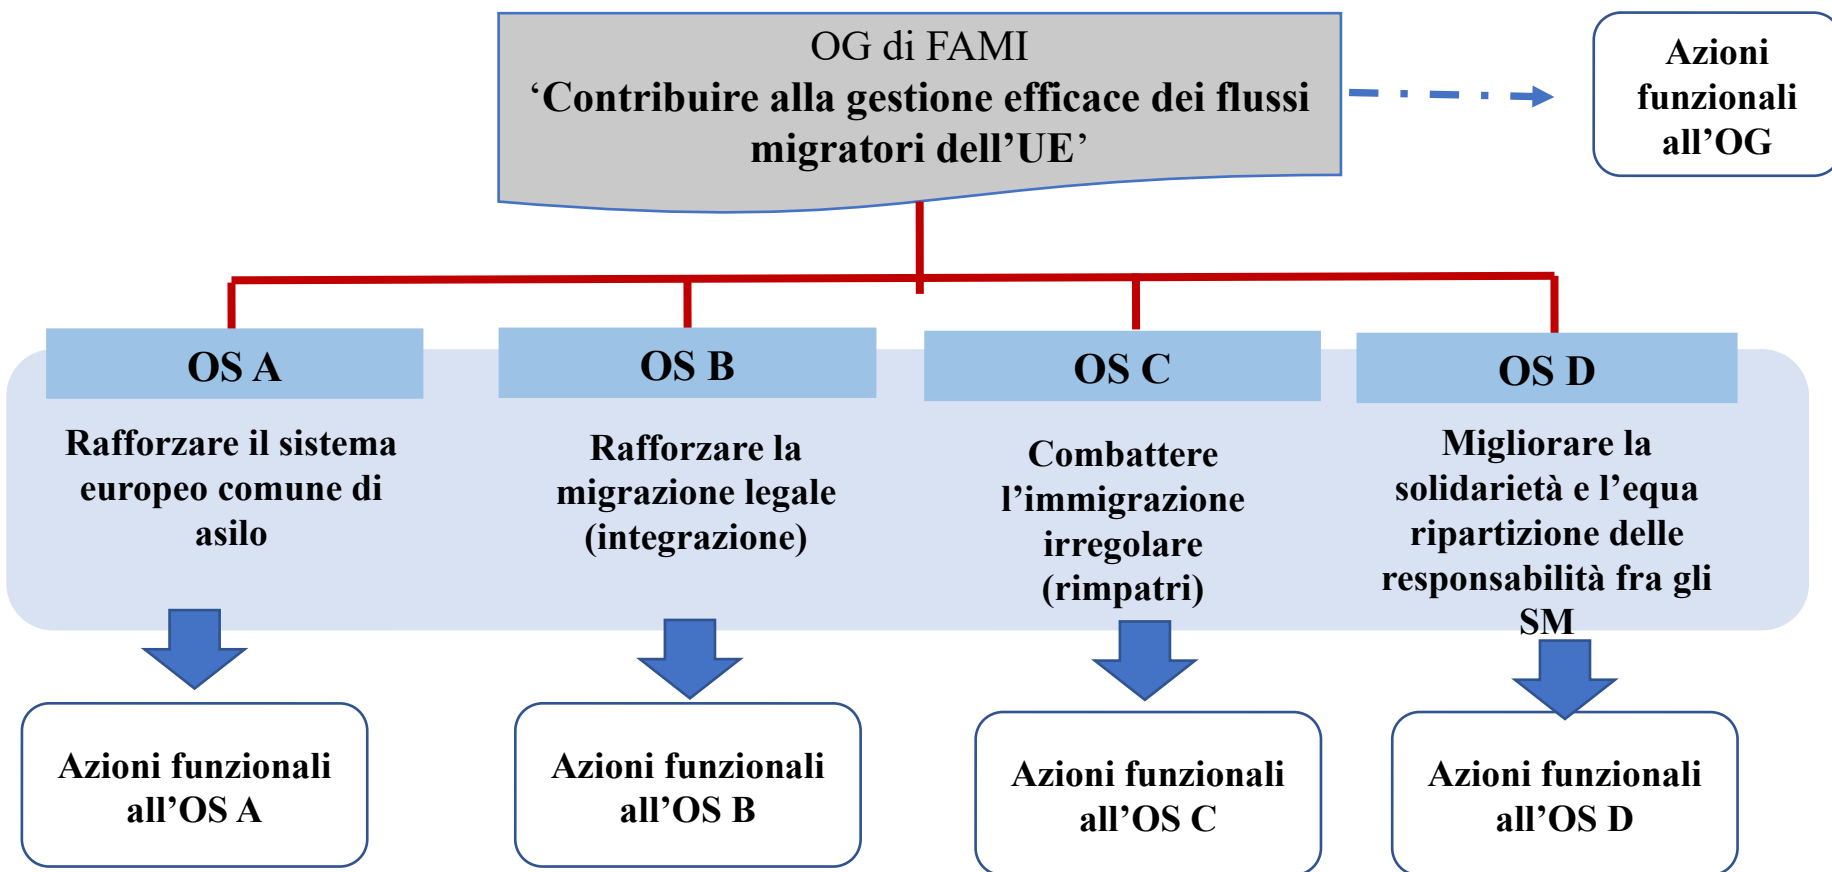 OG di FAMI
‘Contribuire alla gestione efficace dei flussi
migratori dell’UE’
Azioni
funzionali
all’OG
OS A
Rafforzare il sistema
europeo comune di
asilo
OS B
Rafforzare la
migrazione legale
(integrazione)
OS C
Combattere
l’immigrazione
irregolare
(rimpatri)
OS D
Migliorare la
solidarietà e l’equa
ripartizione delle
responsabilità fra gli
SM
Azioni funzionali
all’OS A
Azioni funzionali
all’OS B
Azioni funzionali
all’OS C
Azioni funzionali
all’OS D